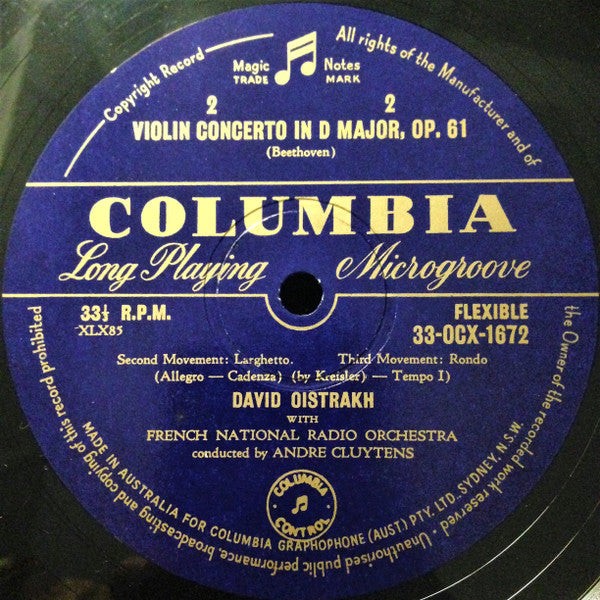 Copyright Record
All rights of the Manufacturer and of
the Owner of the recorded work reserved • Unauthorised public performance, broadcasting and copying of this record prohibited
Magic Notes
TRADE MARK
2 2
VIOLIN CONCERTO IN D MAJOR, OP. 61
(Beethoven)
COLUMBIA
Long Playing Microgroove
33⅓ R.P.M. FLEXIBLE
XLX85 33-OCX-1672
Second Movement: Larghetto. Third Movement: Rondo
(Allegro — Cadenza) (by Kreisler) — Tempo I)
DAVID OISTRAKH
WITH
FRENCH NATIONAL RADIO ORCHESTRA
conducted by ANDRE CLUYTENS
COLUMBIA
CONTROL
MADE IN AUSTRALIA FOR COLUMBIA GRAPHOPHONE (AUST) PTY. LTD. SYDNEY, N.S.W.